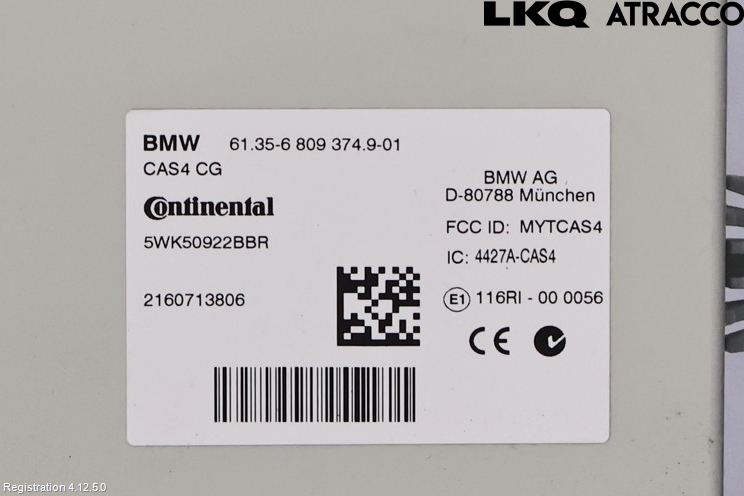 LKQ ATRACCO
BMW 61.35-6 809 374.9-01
CAS4 CG
Continental
5WK50922BBR
2160713806
BMW AG
D-80788 München
FCC ID: MYTCAS4
IC: 4427A-CAS4
E1 116RI - 00 0056
CE
Registration 4.12.5.0